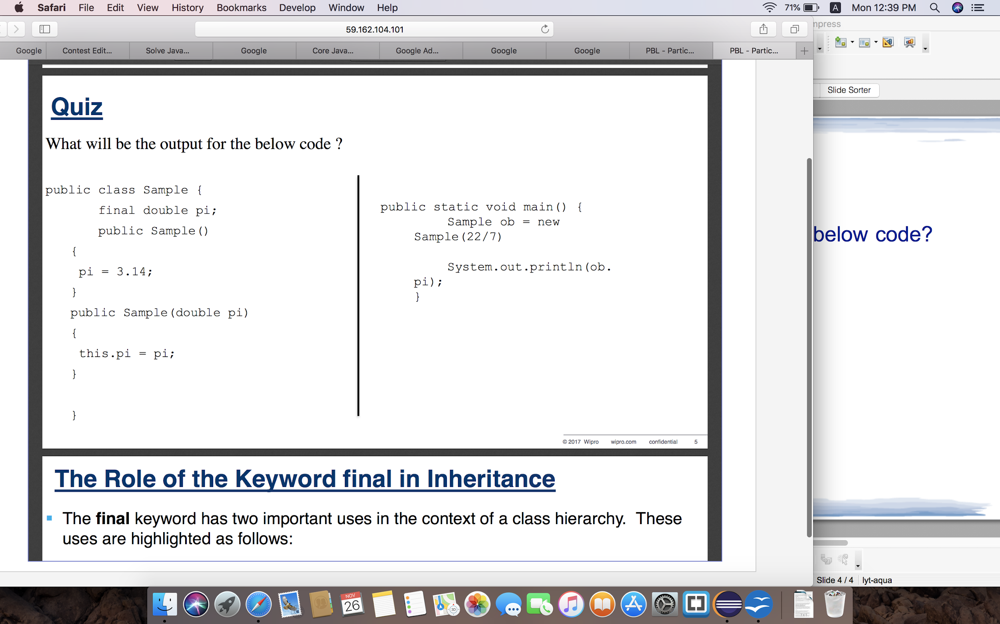 Safari File Edit View History Bookmarks Develop Window Help 71% A Mon 12:39 PM
59.162.104.101
Google Contest Edit... Solve Java... Google Core Java... Google Ad... Google Google PBL - Partic... PBL - Partic... +
Slide Sorter
Quiz
What will be the output for the below code ?
public class Sample {
final double pi;
public Sample()
{
pi = 3.14;
}
public Sample(double pi)
{
this.pi = pi;
}
}
public static void main() {
Sample ob = new
Sample(22/7)
System.out.println(ob.
pi);
}
© 2017 Wipro wipro.com confidential 5
below code?
The Role of the Keyword final in Inheritance
The final keyword has two important uses in the context of a class hierarchy. These
uses are highlighted as follows:
Slide 4 / 4 lyt-aqua
NOV
26
3D
TXT